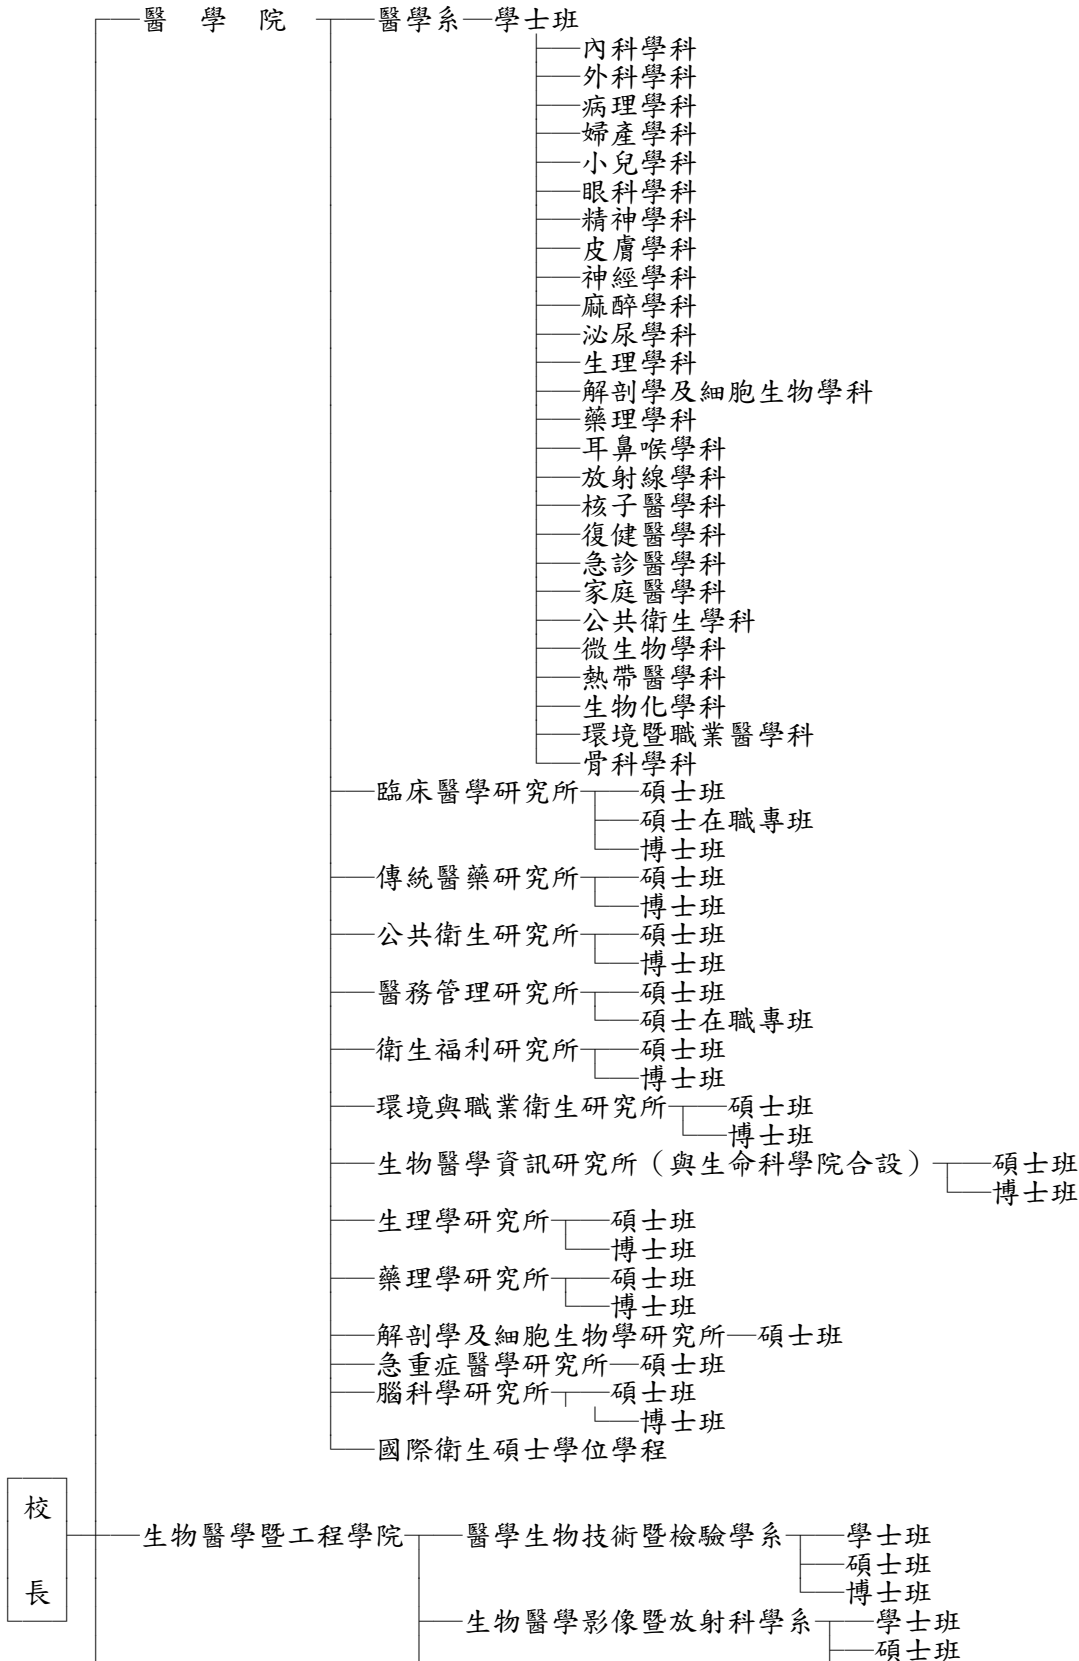 醫學院 醫學系 學士班
內科學科
外科學科
病理學科
婦產學科
小兒學科
眼科學科
精神學科
皮膚學科
神經學科
麻醉學科
泌尿學科
生理學科
解剖學及細胞生物學科
藥理學科
耳鼻喉學科
放射線學科
核子醫學科
復健醫學科
急診醫學科
家庭醫學科
公共衛生學科
微生物學科
熱帶醫學科
生物化學科
環境暨職業醫學科
骨科學科
臨床醫學研究所 碩士班
碩士在職專班
博士班
傳統醫藥研究所 碩士班
博士班
公共衛生研究所 碩士班
博士班
醫務管理研究所 碩士班
碩士在職專班
衛生福利研究所 碩士班
博士班
環境與職業衛生研究所 碩士班
博士班
生物醫學資訊研究所（與生命科學院合設） 碩士班
博士班
生理學研究所 碩士班
博士班
藥理學研究所 碩士班
博士班
解剖學及細胞生物學研究所 碩士班
急重症醫學研究所 碩士班
腦科學研究所 碩士班
博士班
國際衛生碩士學位學程
校長
生物醫學暨工程學院 醫學生物技術暨檢驗學系 學士班
碩士班
博士班
生物醫學影像暨放射科學系 學士班
碩士班